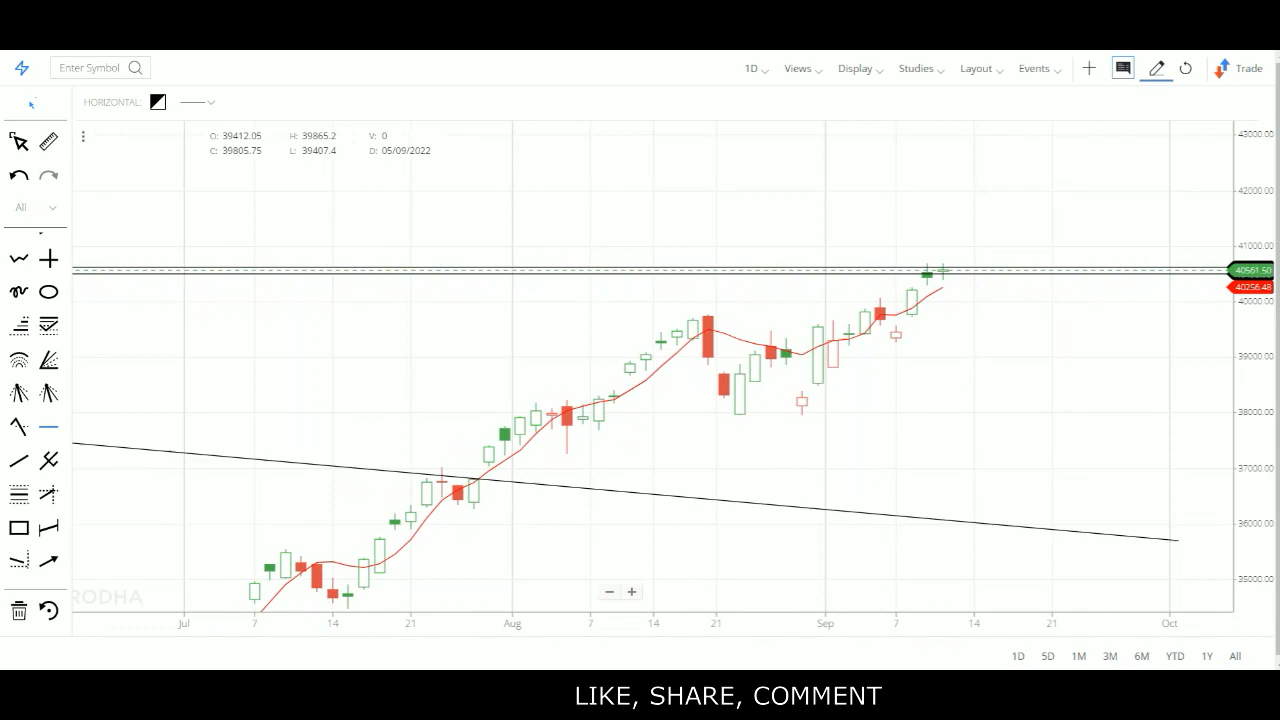 Enter Symbol
1D Views Display Studies Layout Events Trade
HORIZONTAL:
O: 39412.05 H: 39865.2 V: 0
C: 39805.75 L: 39407.4 D: 05/09/2022
All
43000.00
42000.00
41000.00
40561.50
40256.48
40000.00
39000.00
38000.00
37000.00
36000.00
35000.00
RODHA
Jul 7 14 21 Aug 7 14 21 Sep 7 14 21 Oct
1D 5D 1M 3M 6M YTD 1Y All
LIKE, SHARE, COMMENT